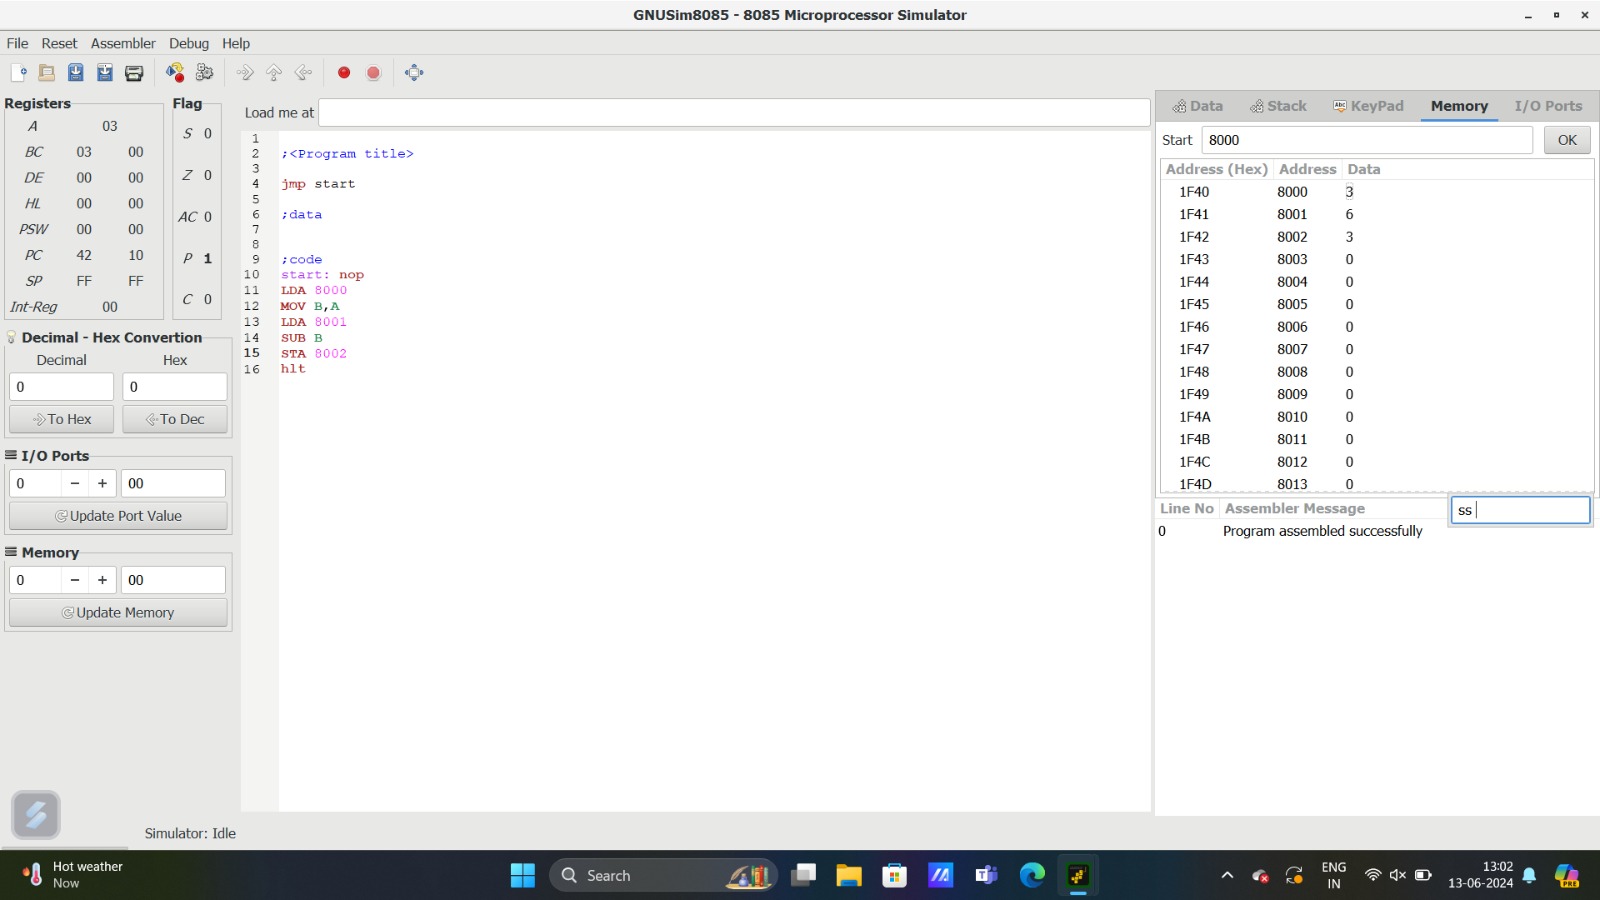 GNUSim8085 - 8085 Microprocessor Simulator
File Reset Assembler Debug Help
Registers
A 03
BC 03 00
DE 00 00
HL 00 00
PSW 00 00
PC 42 10
SP FF FF
Int-Reg 00
Flag
S 0
Z 0
AC 0
P 1
C 0
Decimal - Hex Convertion
Decimal Hex
0 0
To Hex To Dec
I/O Ports
0 - + 00
Update Port Value
Memory
0 - + 00
Update Memory
Load me at
1
2 ;<Program title>
3
4 jmp start
5
6 ;data
7
8
9 ;code
10 start: nop
11 LDA 8000
12 MOV B,A
13 LDA 8001
14 SUB B
15 STA 8002
16 hlt
Data Stack Abc KeyPad Memory I/O Ports
Start 8000 OK
Address (Hex) Address Data
1F40 8000 3
1F41 8001 6
1F42 8002 3
1F43 8003 0
1F44 8004 0
1F45 8005 0
1F46 8006 0
1F47 8007 0
1F48 8008 0
1F49 8009 0
1F4A 8010 0
1F4B 8011 0
1F4C 8012 0
1F4D 8013 0
Line No Assembler Message
ss
0 Program assembled successfully
Simulator: Idle
Hot weather
Now
Search
ENG
IN
13:02
13-06-2024
PRE